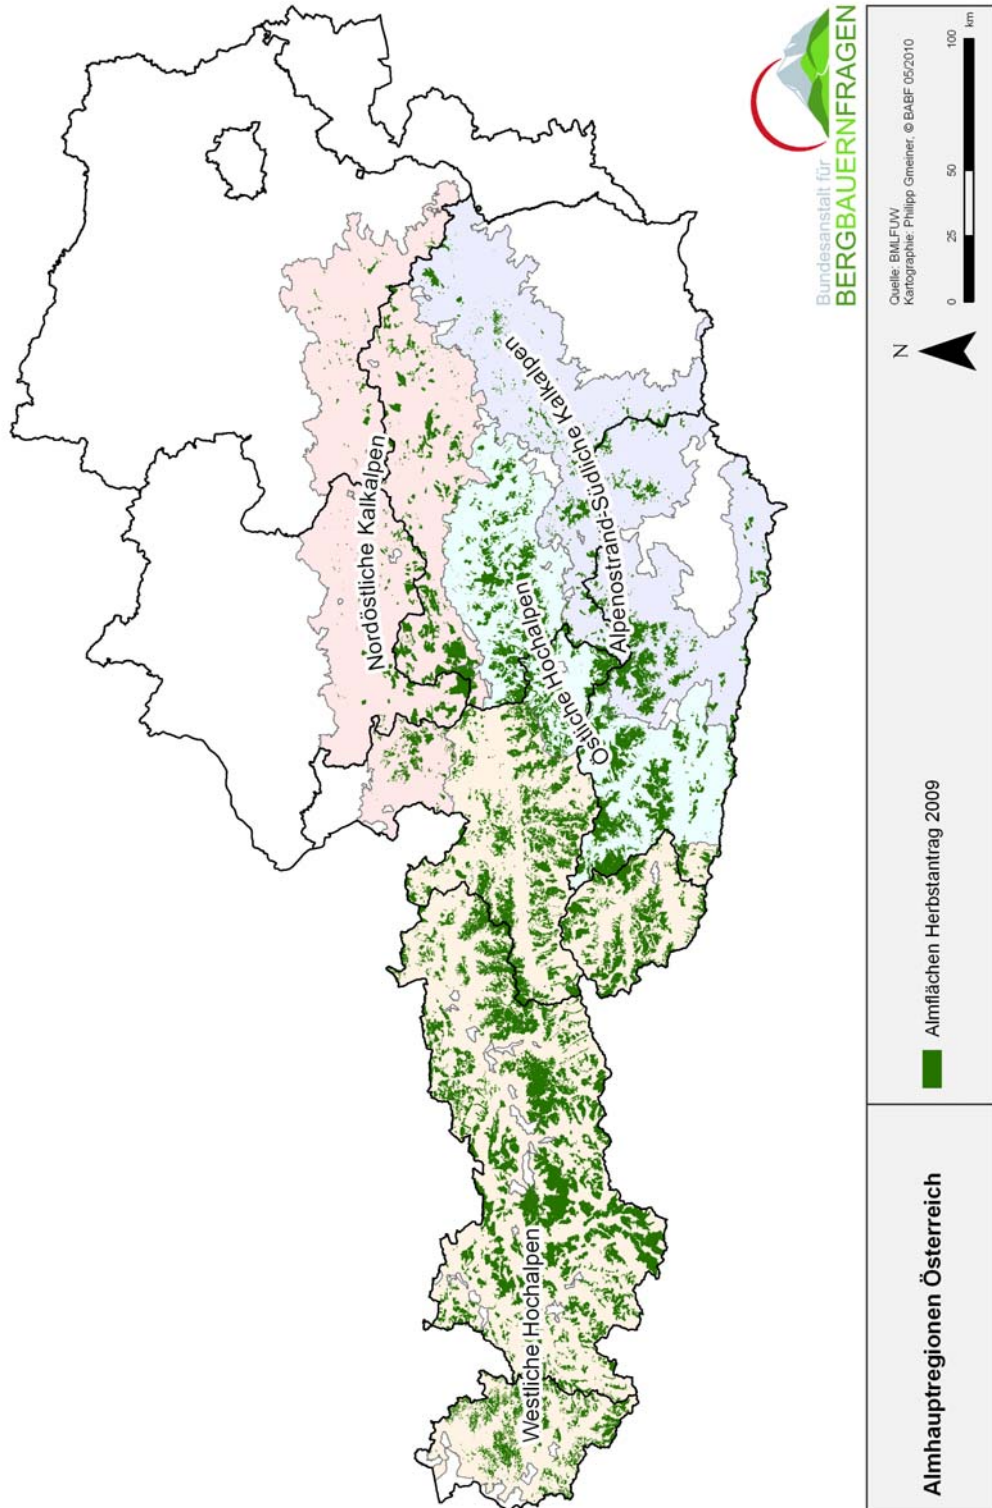 Nordöstliche Kalkalpen
Alpenostrand-Südliche Kalkalpen
Östliche Hochalpen
Westliche Hochalpen
Bundesanstalt für
BERGBAUERNFRAGEN
Almhauptregionen Österreich
Almflächen Herbstantrag 2009
N
Quelle: BMLFUW
Kartographie: Philipp Gmeiner, © BABF 05/2010
0 25 50 100
km